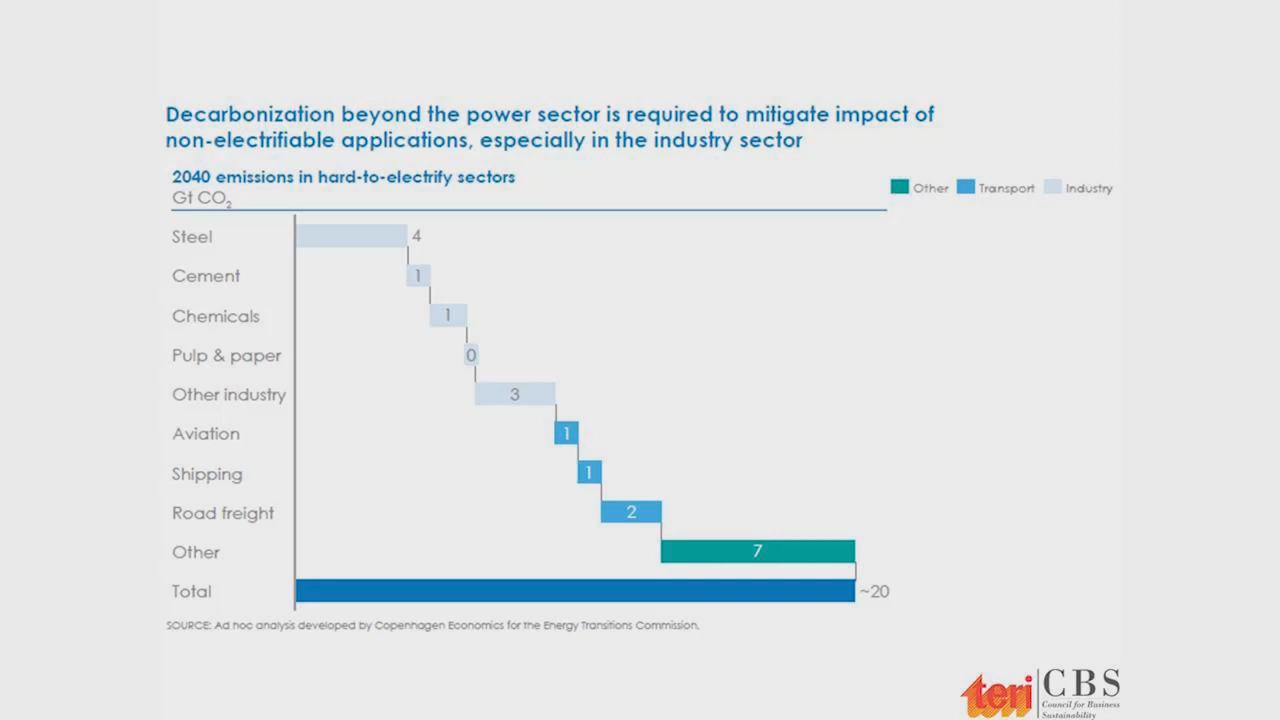 Decarbonization beyond the power sector is required to mitigate impact of
non-electrifiable applications, especially in the industry sector
2040 emissions in hard-to-electrify sectors
Gt CO₂
Other Transport Industry
Steel 4
Cement 1
Chemicals 1
Pulp & paper 0
Other industry 3
Aviation 1
Shipping 1
Road freight 2
Other 7
Total ~20
SOURCE: Ad hoc analysis developed by Copenhagen Economics for the Energy Transitions Commission.
teri CBS
Council for Business
Sustainability